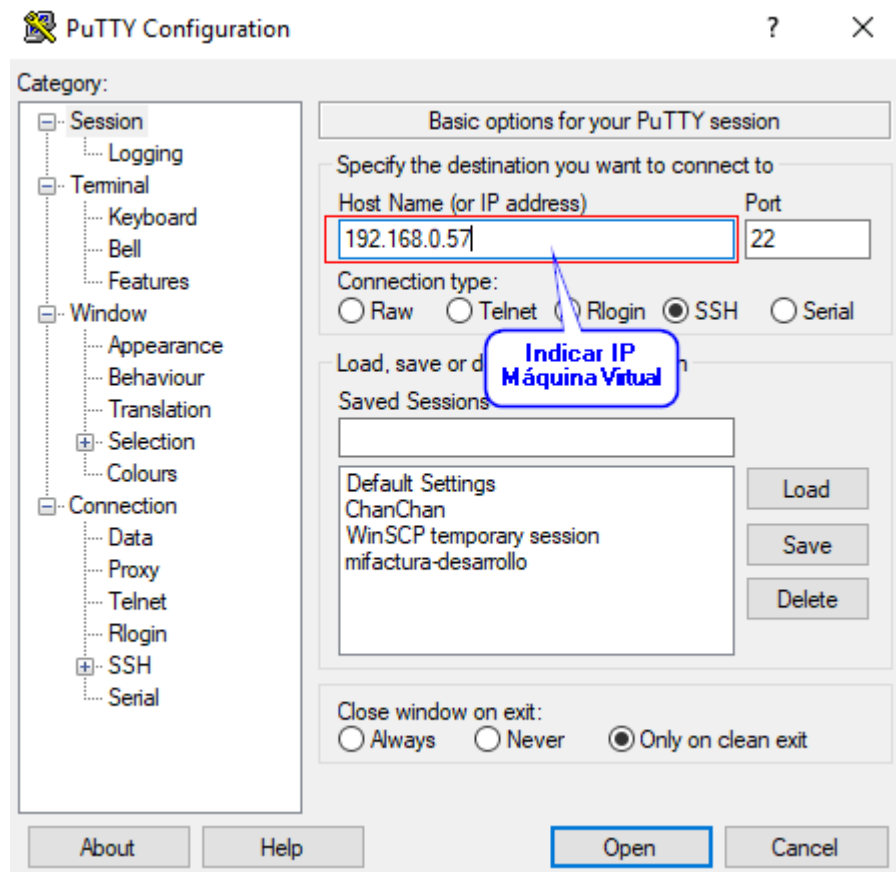 PuTTY Configuration
?
Category:
Session
Logging
Terminal
Keyboard
Bell
Features
Window
Appearance
Behaviour
Translation
Selection
Colours
Connection
Data
Proxy
Telnet
Rlogin
SSH
Serial
Basic options for your PuTTY session
Specify the destination you want to connect to
Host Name (or IP address) Port
192.168.0.57 22
Connection type:
Raw Telnet Rlogin SSH Serial
Indicar IP
Máquina Virtual
Load, save or d n
Saved Sessions
Default Settings
ChanChan
WinSCP temporary session
mifactura-desarrollo
Load
Save
Delete
Close window on exit:
Always Never Only on clean exit
About Help Open Cancel